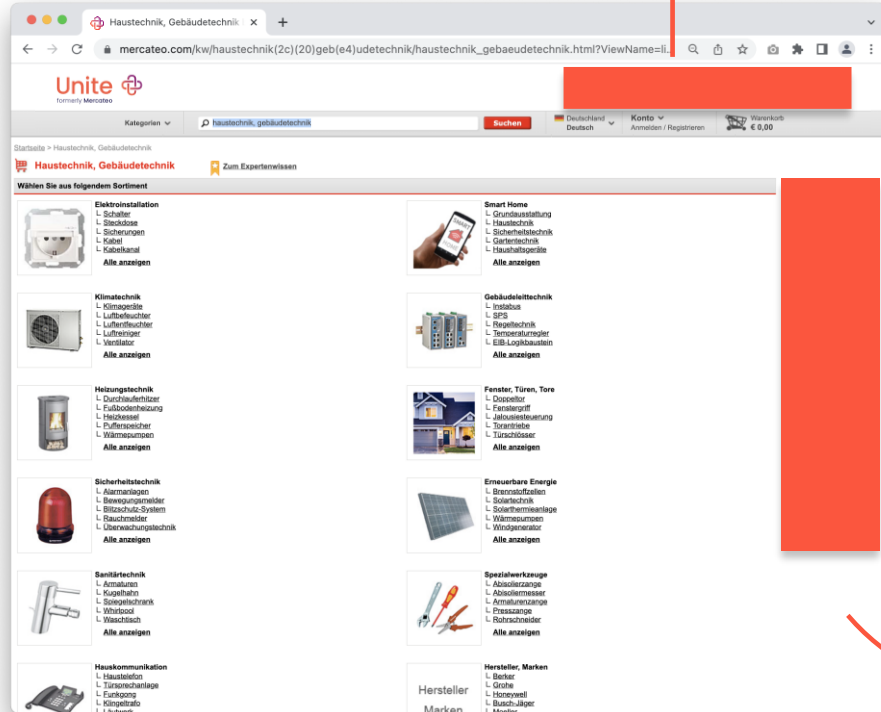 Haustechnik, Gebäudetechnik
mercateo.com/kw/haustechnik(2c)(20)geb(e4)udetechnik/haustechnik_gebaeudetechnik.html?ViewName=li...
Unite
formerly Mercateo
Kategorien
haustechnik, gebäudetechnik
Suchen
Deutschland
Deutsch
Konto
Anmelden / Registrieren
Warenkorb
€ 0,00
Startseite > Haustechnik, Gebäudetechnik
Haustechnik, Gebäudetechnik
Zum Expertenwissen
Wählen Sie aus folgendem Sortiment
Elektroinstallation
Schalter
Steckdose
Sicherungen
Kabel
Kabelkanal
Alle anzeigen
Smart Home
Grundausstattung
Haustechnik
Sicherheitstechnik
Gartentechnik
Haushaltsgeräte
Alle anzeigen
SMART
HOME
Klimatechnik
Klimageräte
Luftbefeuchter
Luftentfeuchter
Luftreiniger
Ventilator
Alle anzeigen
Gebäudeleittechnik
Instabus
SPS
Regeltechnik
Temperaturregler
EIB-Logikbaustein
Alle anzeigen
Heizungstechnik
Durchlauferhitzer
Fußbodenheizung
Heizkessel
Pufferspeicher
Wärmepumpen
Alle anzeigen
Fenster, Türen, Tore
Doppeltor
Fenstergriff
Jalousiesteuerung
Torantriebe
Türschlösser
Alle anzeigen
Sicherheitstechnik
Alarmanlagen
Bewegungsmelder
Blitzschutz-System
Rauchmelder
Überwachungstechnik
Alle anzeigen
Erneuerbare Energie
Brennstoffzellen
Solartechnik
Solarthermieanlage
Wärmepumpen
Windgenerator
Alle anzeigen
Sanitärtechnik
Armaturen
Kugelhahn
Spiegelschrank
Whirlpool
Waschtisch
Alle anzeigen
Spezialwerkzeuge
Abisolierzange
Abisoliermesser
Armaturenzange
Presszange
Rohrschneider
Alle anzeigen
Hauskommunikation
Haustelefon
Türsprechanlage
Funkgong
Klingeltrafo
Läutwerk
Hersteller
Marken
Hersteller, Marken
Berker
Grohe
Honeywell
Busch-Jäger
Moeller